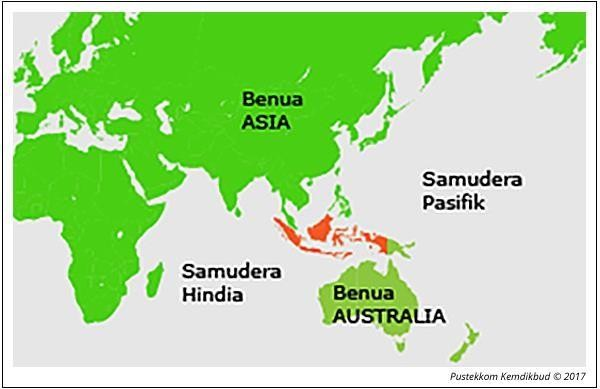 Benua
ASIA
Samudera
Pasifik
Samudera
Hindia
Benua
AUSTRALIA
Pustekkom Kemdikbud © 2017